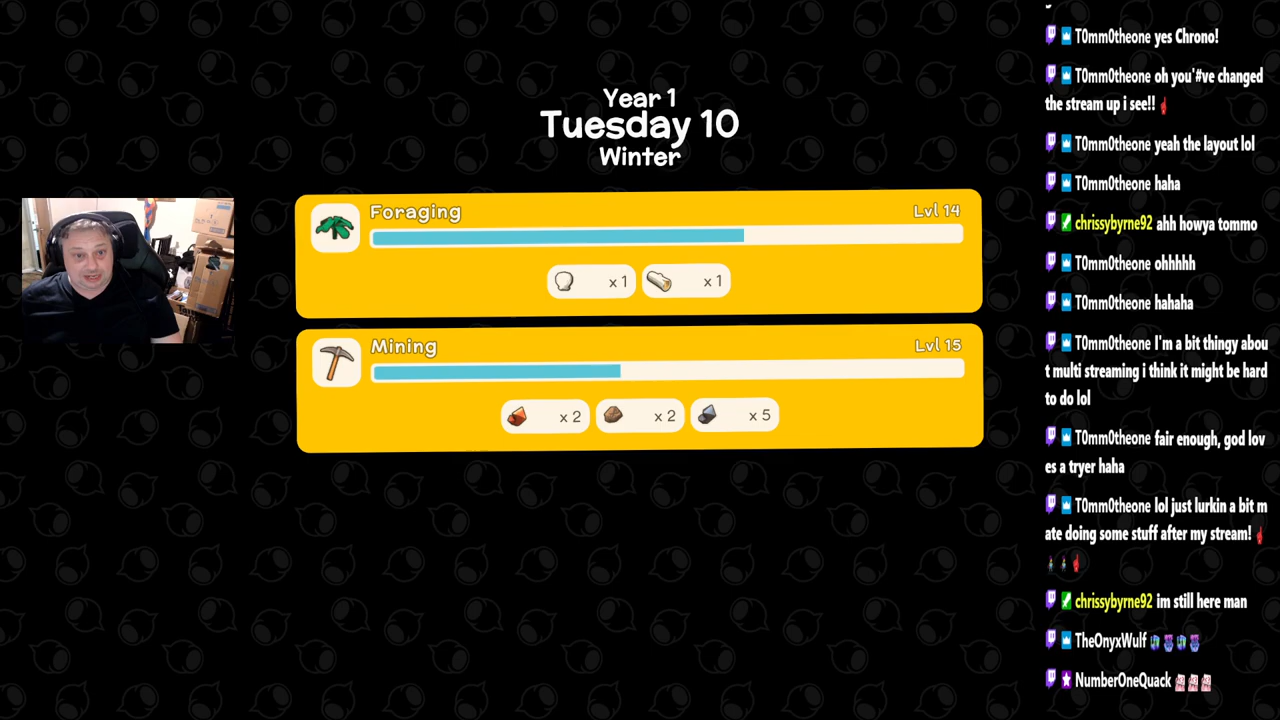 Year 1
Tuesday 10
Winter
Foraging
Lvl 14
x 1
x 1
Mining
Lvl 15
x 2
x 2
x 5
T0mm0theone yes Chrono!
T0mm0theone oh you'#ve changed
the stream up i see!!
T0mm0theone yeah the layout lol
T0mm0theone haha
chrissybyrne92 ahh howya tommo
T0mm0theone ohhhhh
T0mm0theone hahaha
T0mm0theone I'm a bit thingy abou
t multi streaming i think it might be hard
to do lol
T0mm0theone fair enough, god lov
es a tryer haha
T0mm0theone lol just lurkin a bit m
ate doing some stuff after my stream!
chrissybyrne92 im still here man
TheOnyxWulf
NumberOneQuack